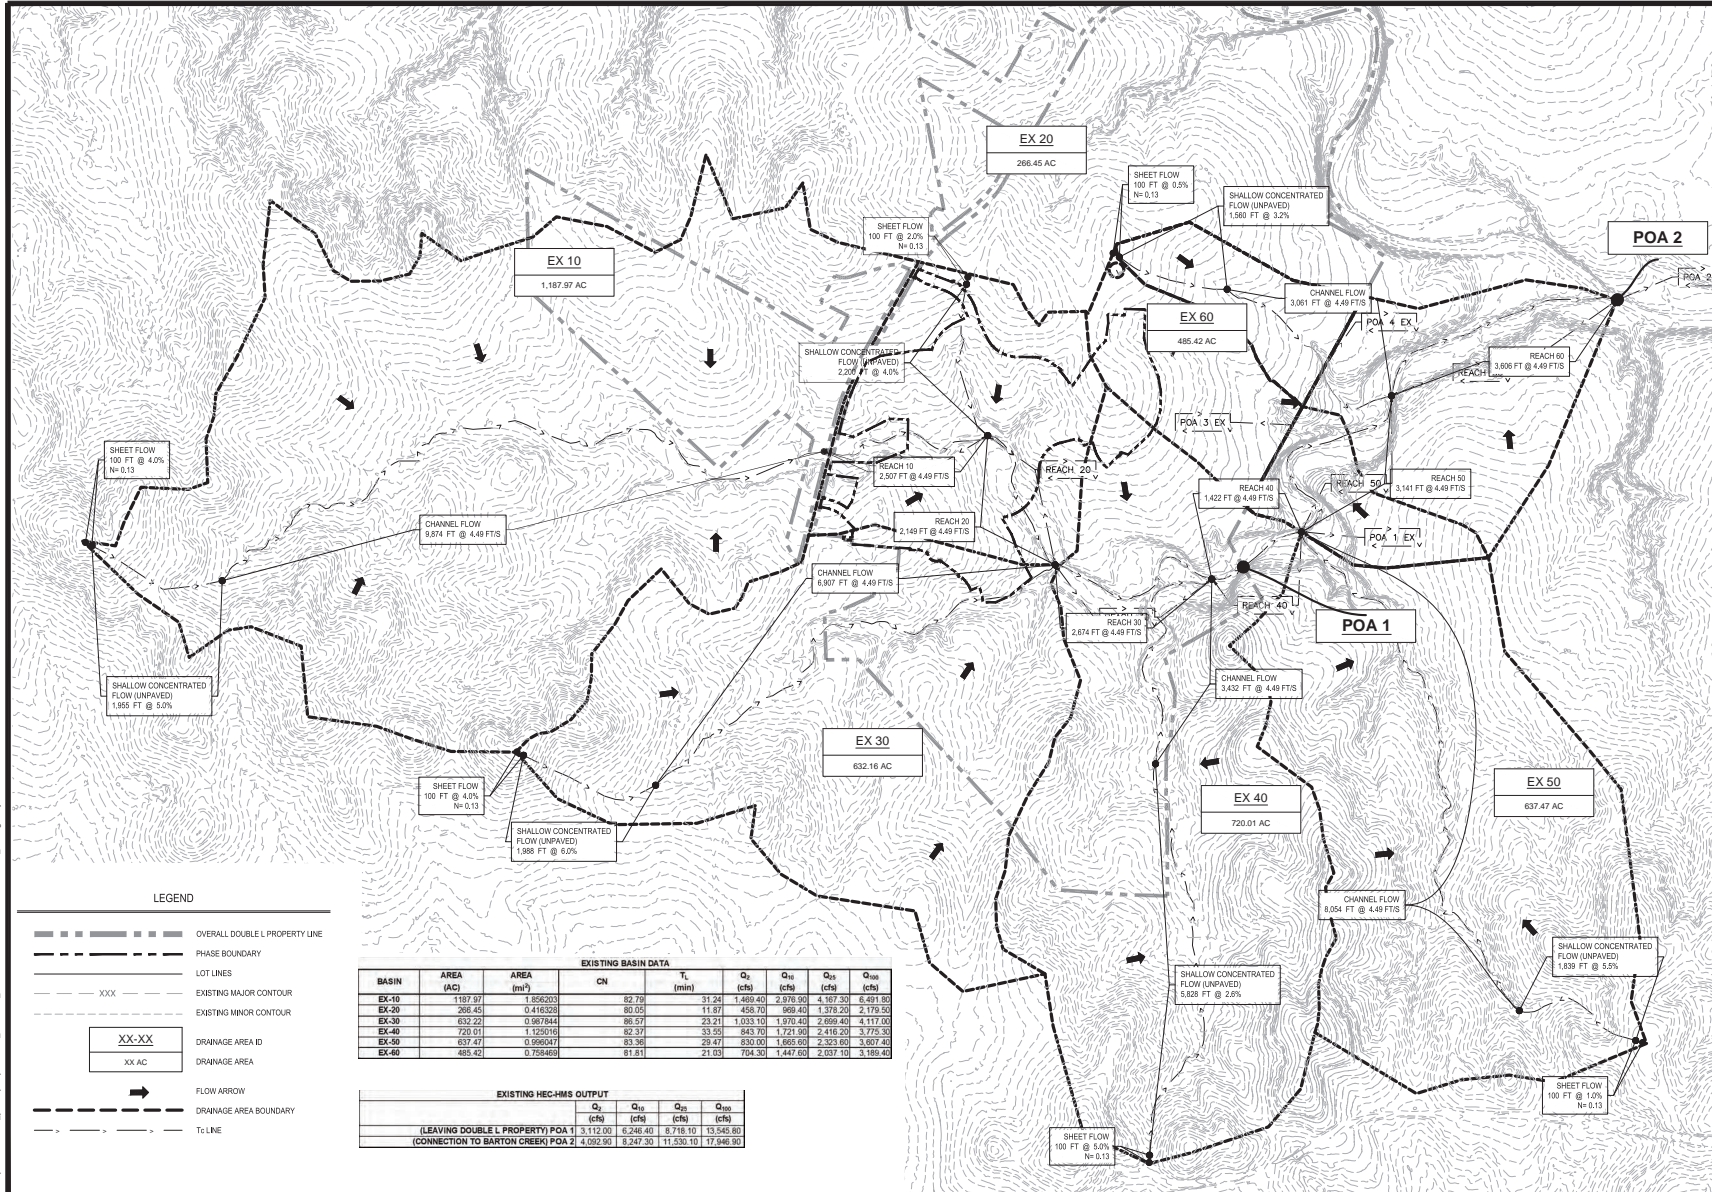 EX 20
266.45 AC
SHEET FLOW
100 FT @ 0.5%
N= 0.13
SHALLOW CONCENTRATED
FLOW (UNPAVED)
1,560 FT @ 3.2%
SHEET FLOW
100 FT @ 2.0%
N= 0.13
POA 2
EX 10
1,187.97 AC
POA 2
CHANNEL FLOW
3,061 FT @ 4.49 FT/S
EX 60
485.42 AC
POA 4 EX
SHALLOW CONCENTRATED
FLOW (UNPAVED)
2,200 FT @ 4.0%
REACH 60
3,606 FT @ 4.49 FT/S
REACH
POA 3 EX
SHEET FLOW
100 FT @ 4.0%
N= 0.13
REACH 10
2,507 FT @ 4.49 FT/S
REACH 20
REACH 50
REACH 50
3,141 FT @ 4.49 FT/S
REACH 40
1,422 FT @ 4.49 FT/S
CHANNEL FLOW
9,874 FT @ 4.49 FT/S
REACH 20
2,149 FT @ 4.49 FT/S
POA 1 EX
CHANNEL FLOW
6,907 FT @ 4.49 FT/S
REACH 40
REACH 30
2,674 FT @ 4.49 FT/S
POA 1
SHALLOW CONCENTRATED
FLOW (UNPAVED)
1,955 FT @ 5.0%
CHANNEL FLOW
3,432 FT @ 4.49 FT/S
EX 30
632.16 AC
SHEET FLOW
100 FT @ 4.0%
N= 0.13
EX 40
720.01 AC
EX 50
637.47 AC
SHALLOW CONCENTRATED
FLOW (UNPAVED)
1,988 FT @ 6.0%
CHANNEL FLOW
8,054 FT @ 4.49 FT/S
SHALLOW CONCENTRATED
FLOW (UNPAVED)
1,839 FT @ 5.5%
SHALLOW CONCENTRATED
FLOW (UNPAVED)
5,828 FT @ 2.6%
SHEET FLOW
100 FT @ 1.0%
N= 0.13
SHEET FLOW
100 FT @ 5.0%
N= 0.13
LEGEND
OVERALL DOUBLE L PROPERTY LINE
PHASE BOUNDARY
LOT LINES
XXX EXISTING MAJOR CONTOUR
EXISTING MINOR CONTOUR
XX-XX DRAINAGE AREA ID
XX AC DRAINAGE AREA
FLOW ARROW
DRAINAGE AREA BOUNDARY
Tc LINE
EXISTING BASIN DATA
BASIN AREA (AC) AREA (mi²) CN TL (min) Q2 (cfs) Q10 (cfs) Q25 (cfs) Q100 (cfs)
EX-10 1187.97 1.856203 82.79 31.24 1,469.40 2,976.90 4,167.30 6,491.80
EX-20 266.45 0.416328 80.05 11.87 458.70 969.40 1,378.20 2,179.50
EX-30 632.22 0.987844 86.57 23.21 1,033.10 1,970.40 2,699.40 4,117.00
EX-40 720.01 1.125016 82.37 33.55 843.70 1,721.90 2,416.20 3,775.30
EX-50 637.47 0.996047 83.36 29.47 830.00 1,665.60 2,323.60 3,607.40
EX-60 485.42 0.758469 81.81 21.03 704.30 1,447.60 2,037.10 3,189.40
EXISTING HEC-HMS OUTPUT
Q2 (cfs) Q10 (cfs) Q25 (cfs) Q100 (cfs)
(LEAVING DOUBLE L PROPERTY) POA 1 3,112.00 6,246.40 8,718.10 13,545.80
(CONNECTION TO BARTON CREEK) POA 2 4,092.90 8,247.30 11,530.10 17,946.90